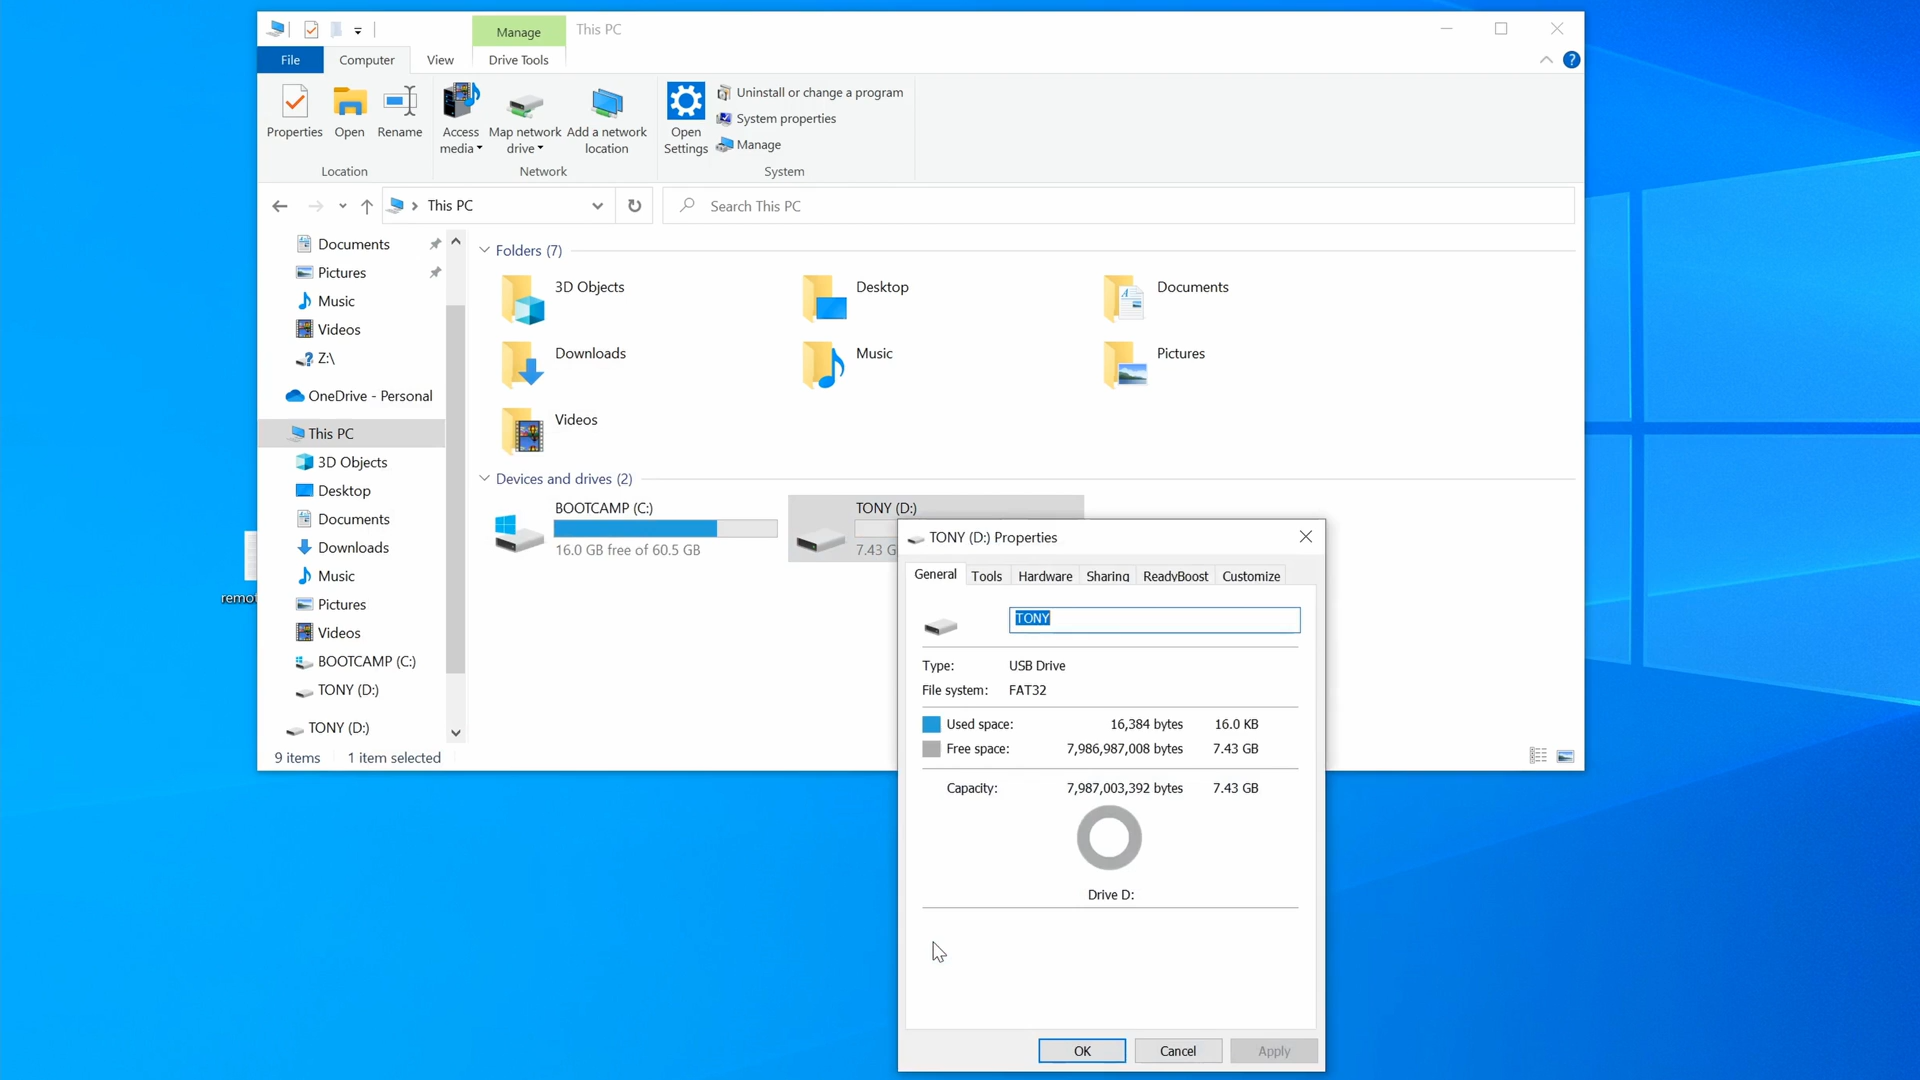 Manage
This PC
File
Computer
View
Drive Tools
?
Properties
Open
Rename
Access media
Map network drive
Add a network location
Open Settings
Uninstall or change a program
System properties
Manage
Location
Network
System
This PC
Search This PC
Documents
Pictures
Music
Videos
Z:\
OneDrive - Personal
This PC
3D Objects
Desktop
Documents
Downloads
Music
Pictures
Videos
BOOTCAMP (C:)
TONY (D:)
TONY (D:)
Folders (7)
3D Objects
Desktop
Documents
Downloads
Music
Pictures
Videos
Devices and drives (2)
BOOTCAMP (C:)
16.0 GB free of 60.5 GB
TONY (D:)
7.43 G
9 items
1 item selected
remo
TONY (D:) Properties
General
Tools
Hardware
Sharing
ReadyBoost
Customize
TONY
Type: USB Drive
File system: FAT32
Used space: 16,384 bytes 16.0 KB
Free space: 7,986,987,008 bytes 7.43 GB
Capacity: 7,987,003,392 bytes 7.43 GB
Drive D:
OK
Cancel
Apply